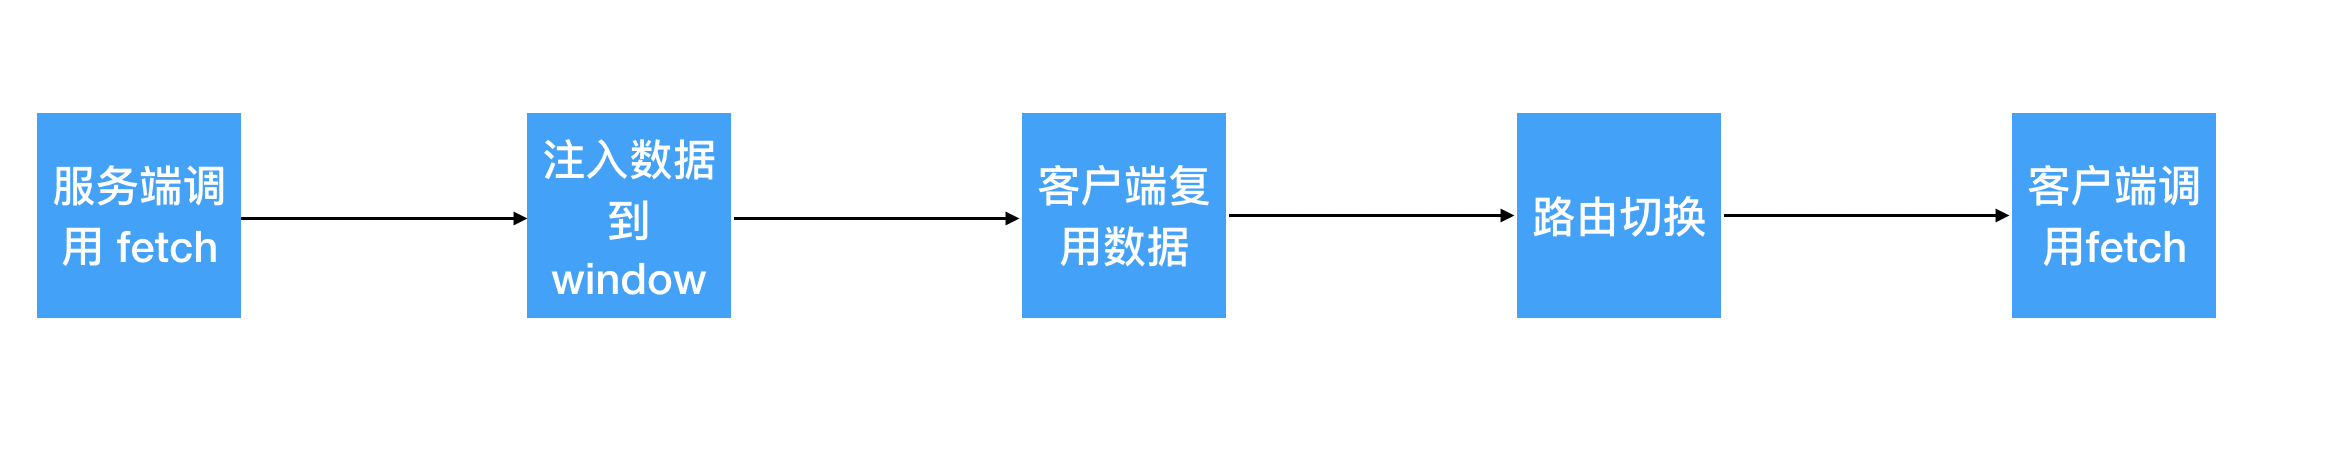 服务端调
用 fetch
注入数据
到
window
客户端复
用数据
路由切换
客户端调
用fetch